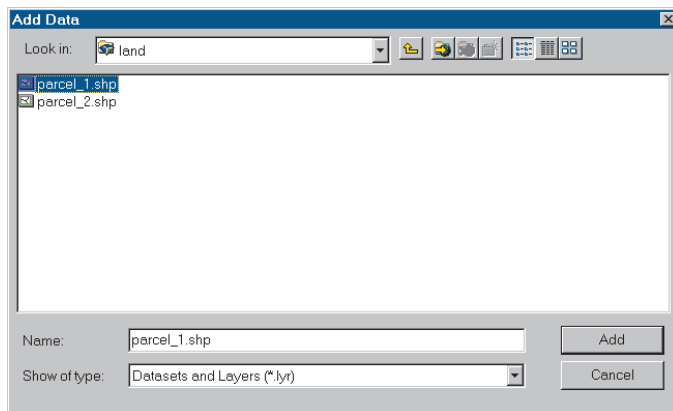 Add Data
Look in: land
parcel_1.shp
parcel_2.shp
Name: parcel_1.shp Add
Show of type: Datasets and Layers (*.lyr) Cancel